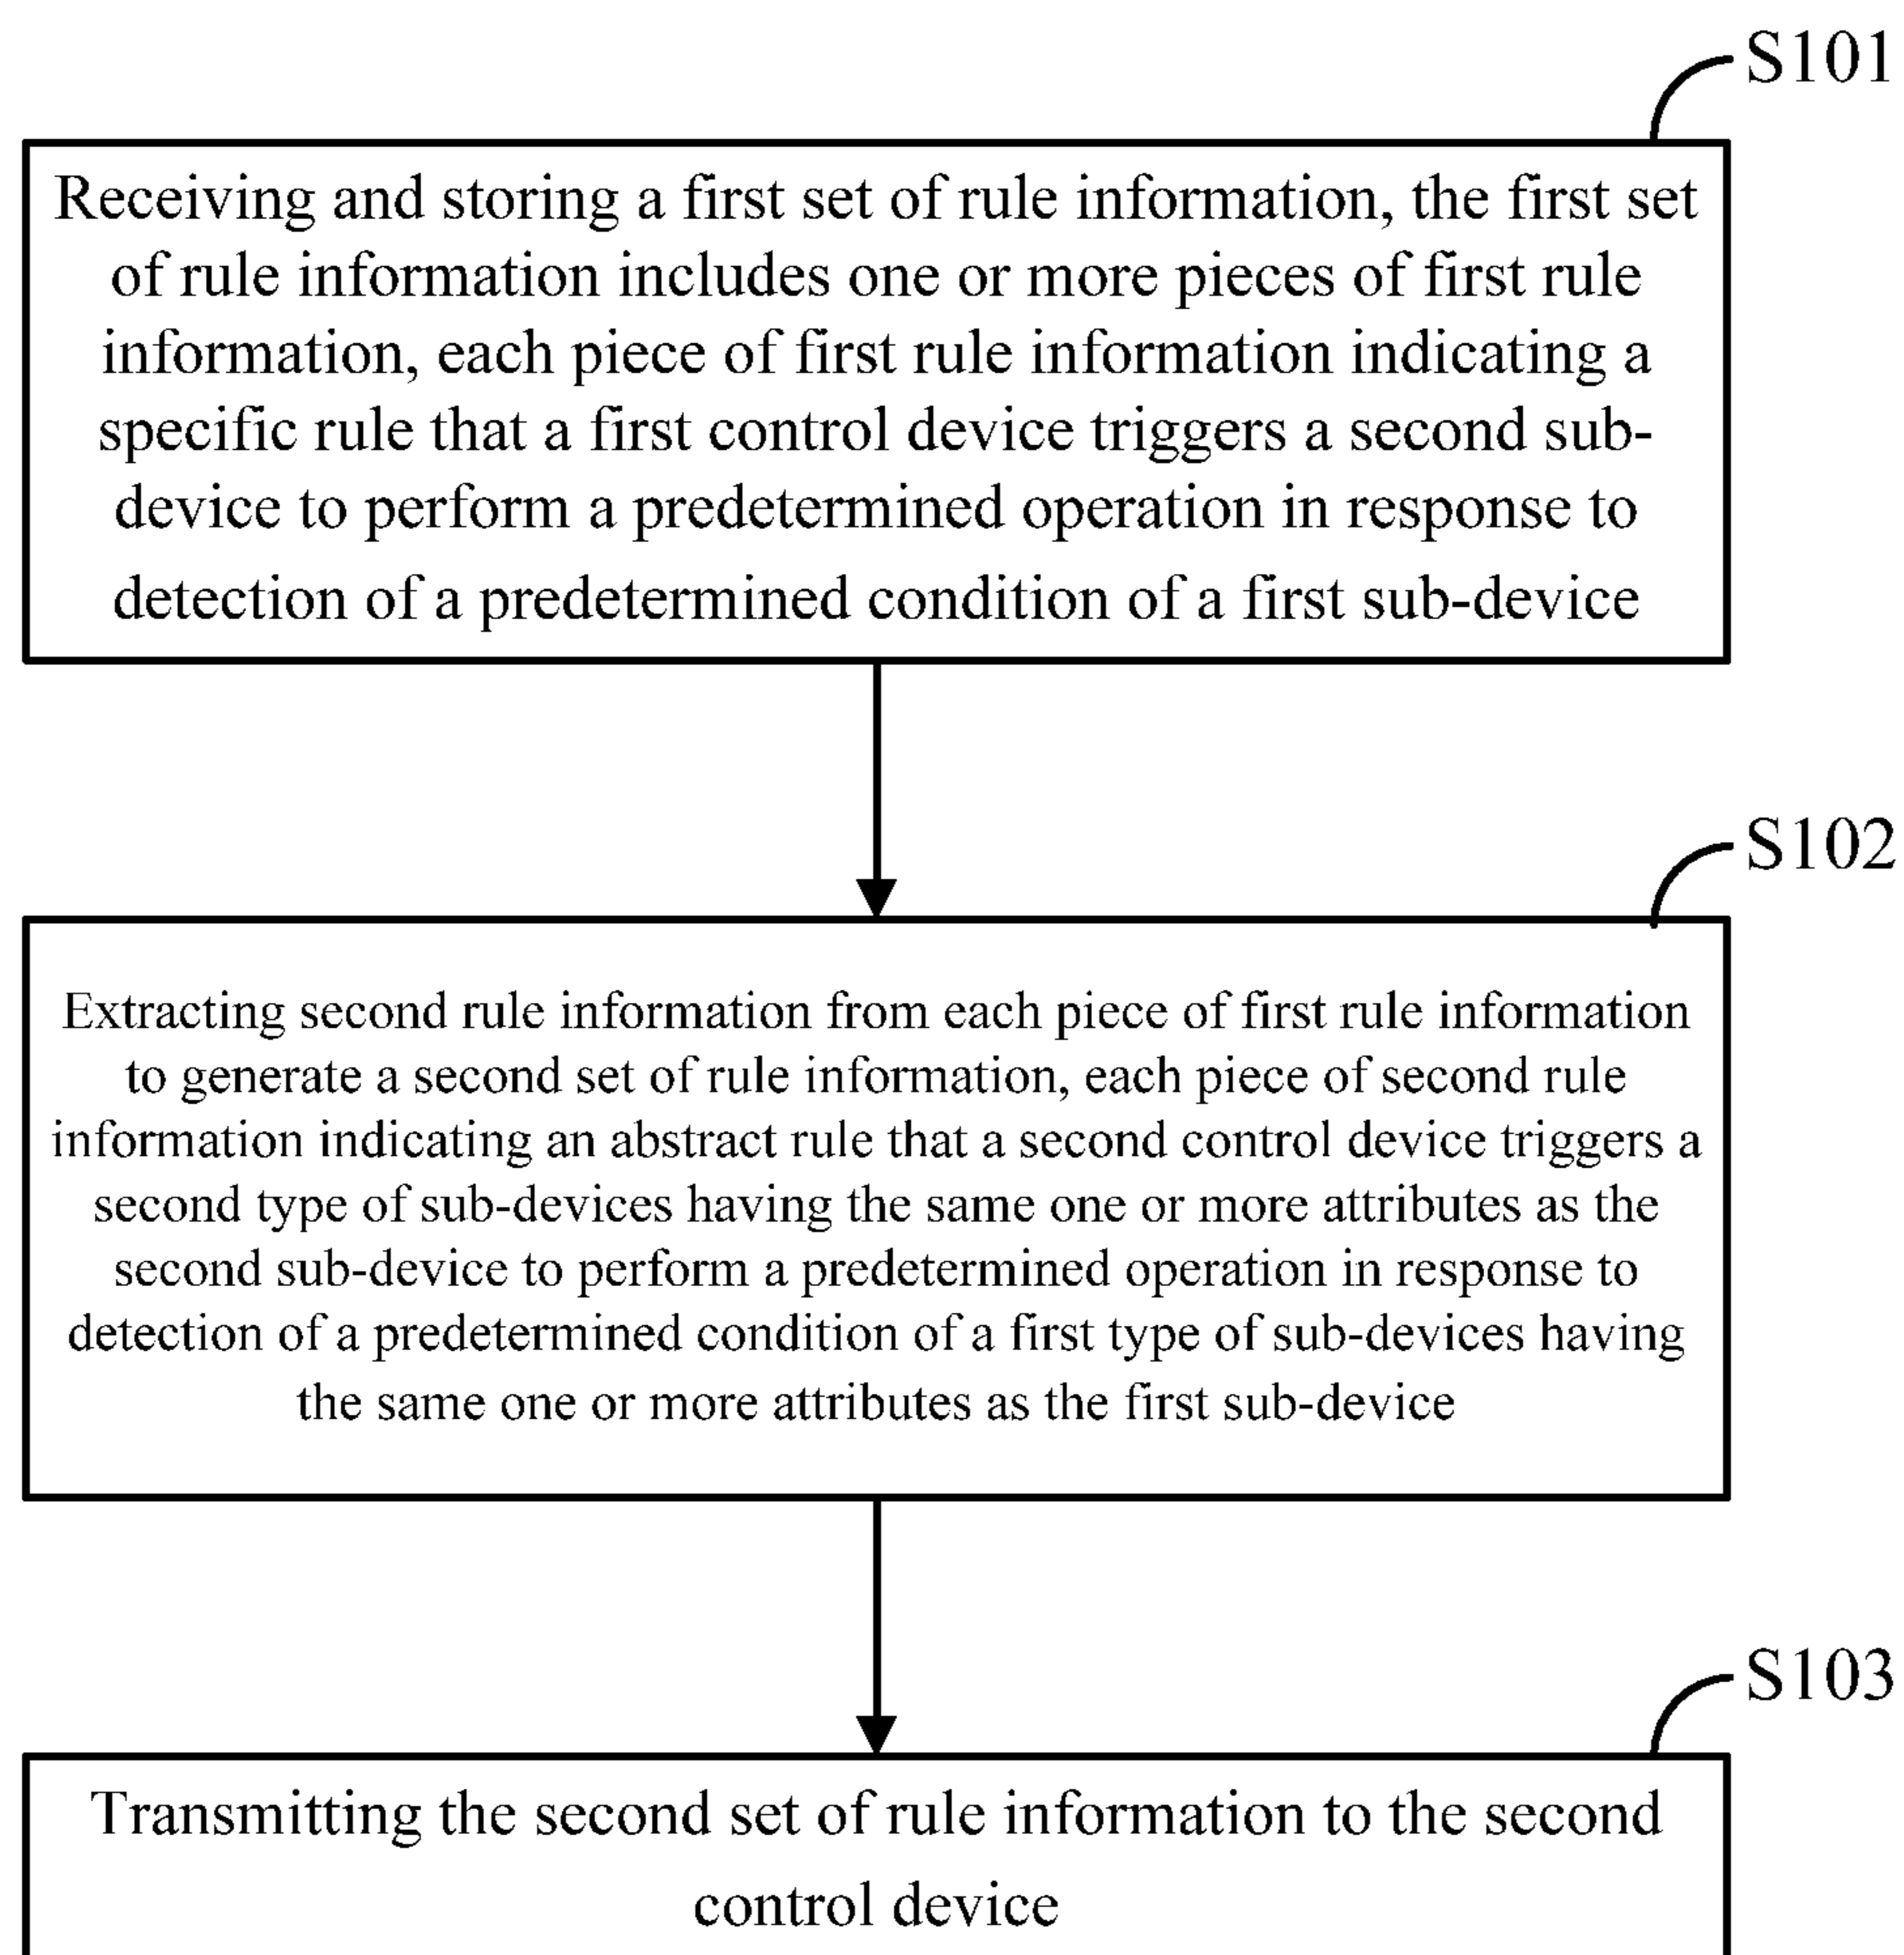 S101
Receiving and storing a first set of rule information, the first set
of rule information includes one or more pieces of first rule
information, each piece of first rule information indicating a
specific rule that a first control device triggers a second sub-
device to perform a predetermined operation in response to
detection of a predetermined condition of a first sub-device
S102
Extracting second rule information from each piece of first rule information
to generate a second set of rule information, each piece of second rule
information indicating an abstract rule that a second control device triggers a
second type of sub-devices having the same one or more attributes as the
second sub-device to perform a predetermined operation in response to
detection of a predetermined condition of a first type of sub-devices having
the same one or more attributes as the first sub-device
S103
Transmitting the second set of rule information to the second
control device